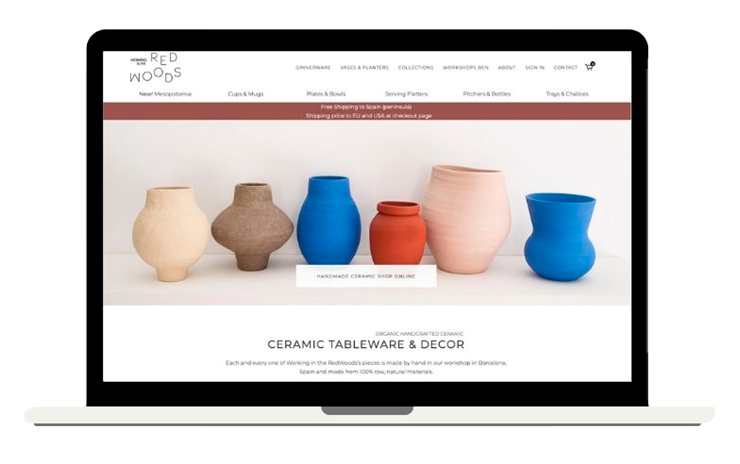 WORKING
IN THE
RED
WOODS
DINNERWARE VASES & PLANTERS COLLECTIONS WORKSHOPS BCN ABOUT SIGN IN CONTACT
New! Mesopotamia Cups & Mugs Plates & Bowls Serving Platters Pitchers & Bottles Trays & Chalices
Free Shipping to Spain (peninsula)
Shipping price to EU and USA at checkout page
HANDMADE CERAMIC SHOP ONLINE
ORGANIC HANDCRAFTED CERAMIC
CERAMIC TABLEWARE & DECOR
Each and every one of Working in the RedWoods's pieces is made by hand in our workshop in Barcelona,
Spain and made from 100% raw, natural materials.